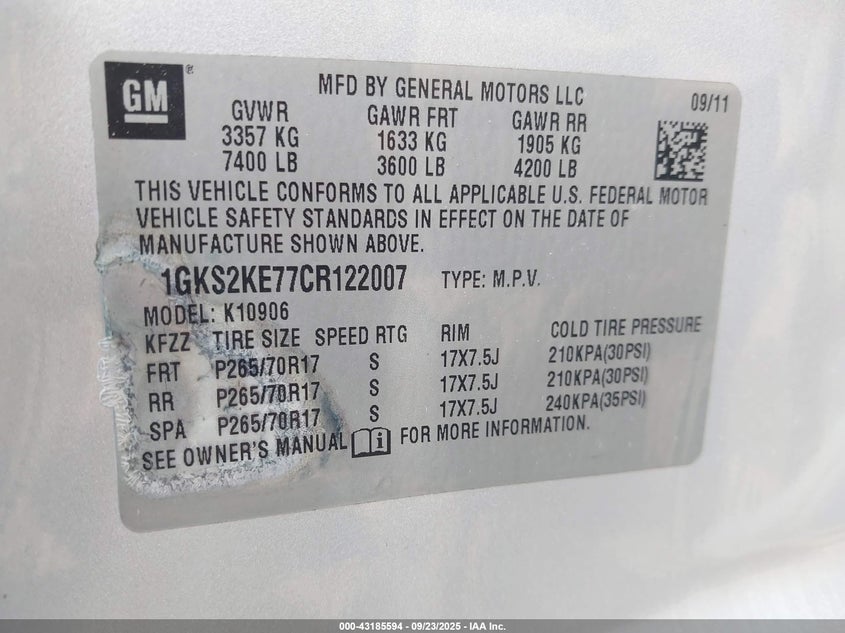 GM ®
MFD BY GENERAL MOTORS LLC
09/11
GVWR GAWR FRT GAWR RR
3357 KG 1633 KG 1905 KG
7400 LB 3600 LB 4200 LB
THIS VEHICLE CONFORMS TO ALL APPLICABLE U.S. FEDERAL MOTOR
VEHICLE SAFETY STANDARDS IN EFFECT ON THE DATE OF
MANUFACTURE SHOWN ABOVE.
1GKS2KE77CR122007 TYPE: M.P.V.
MODEL: K10906
KFZZ TIRE SIZE SPEED RTG RIM COLD TIRE PRESSURE
FRT P265/70R17 S 17X7.5J 210KPA(30PSI)
RR P265/70R17 S 17X7.5J 210KPA(30PSI)
SPA P265/70R17 S 17X7.5J 240KPA(35PSI)
SEE OWNER'S MANUAL i FOR MORE INFORMATION.
000-43185594 - 09/23/2025 - IAA Inc.